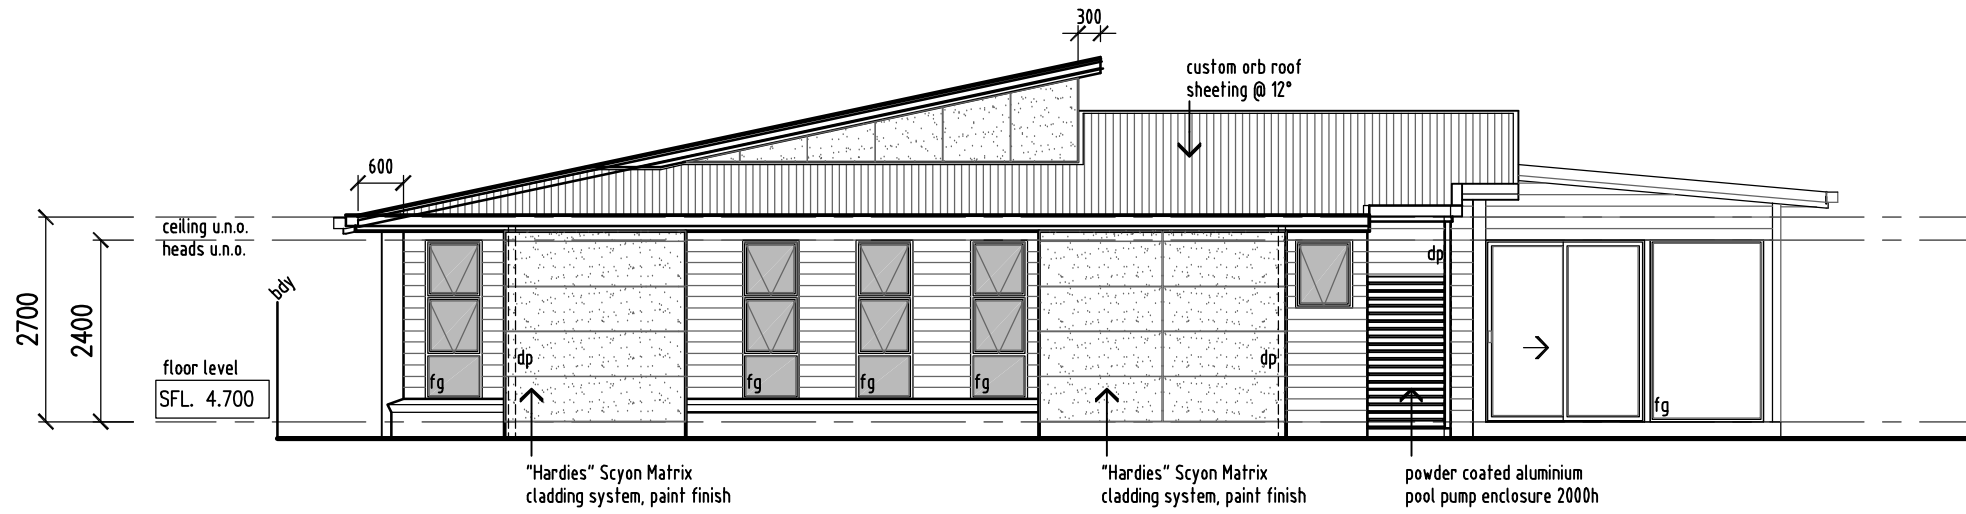 300
custom orb roof
sheeting @ 12°
600
ceiling u.n.o.
heads u.n.o.
bdy
2700
2400
floor level
SFL. 4.700
dp
fg
dp
fg
fg
fg
dp
fg
"Hardies" Scyon Matrix
cladding system, paint finish
"Hardies" Scyon Matrix
cladding system, paint finish
powder coated aluminium
pool pump enclosure 2000h